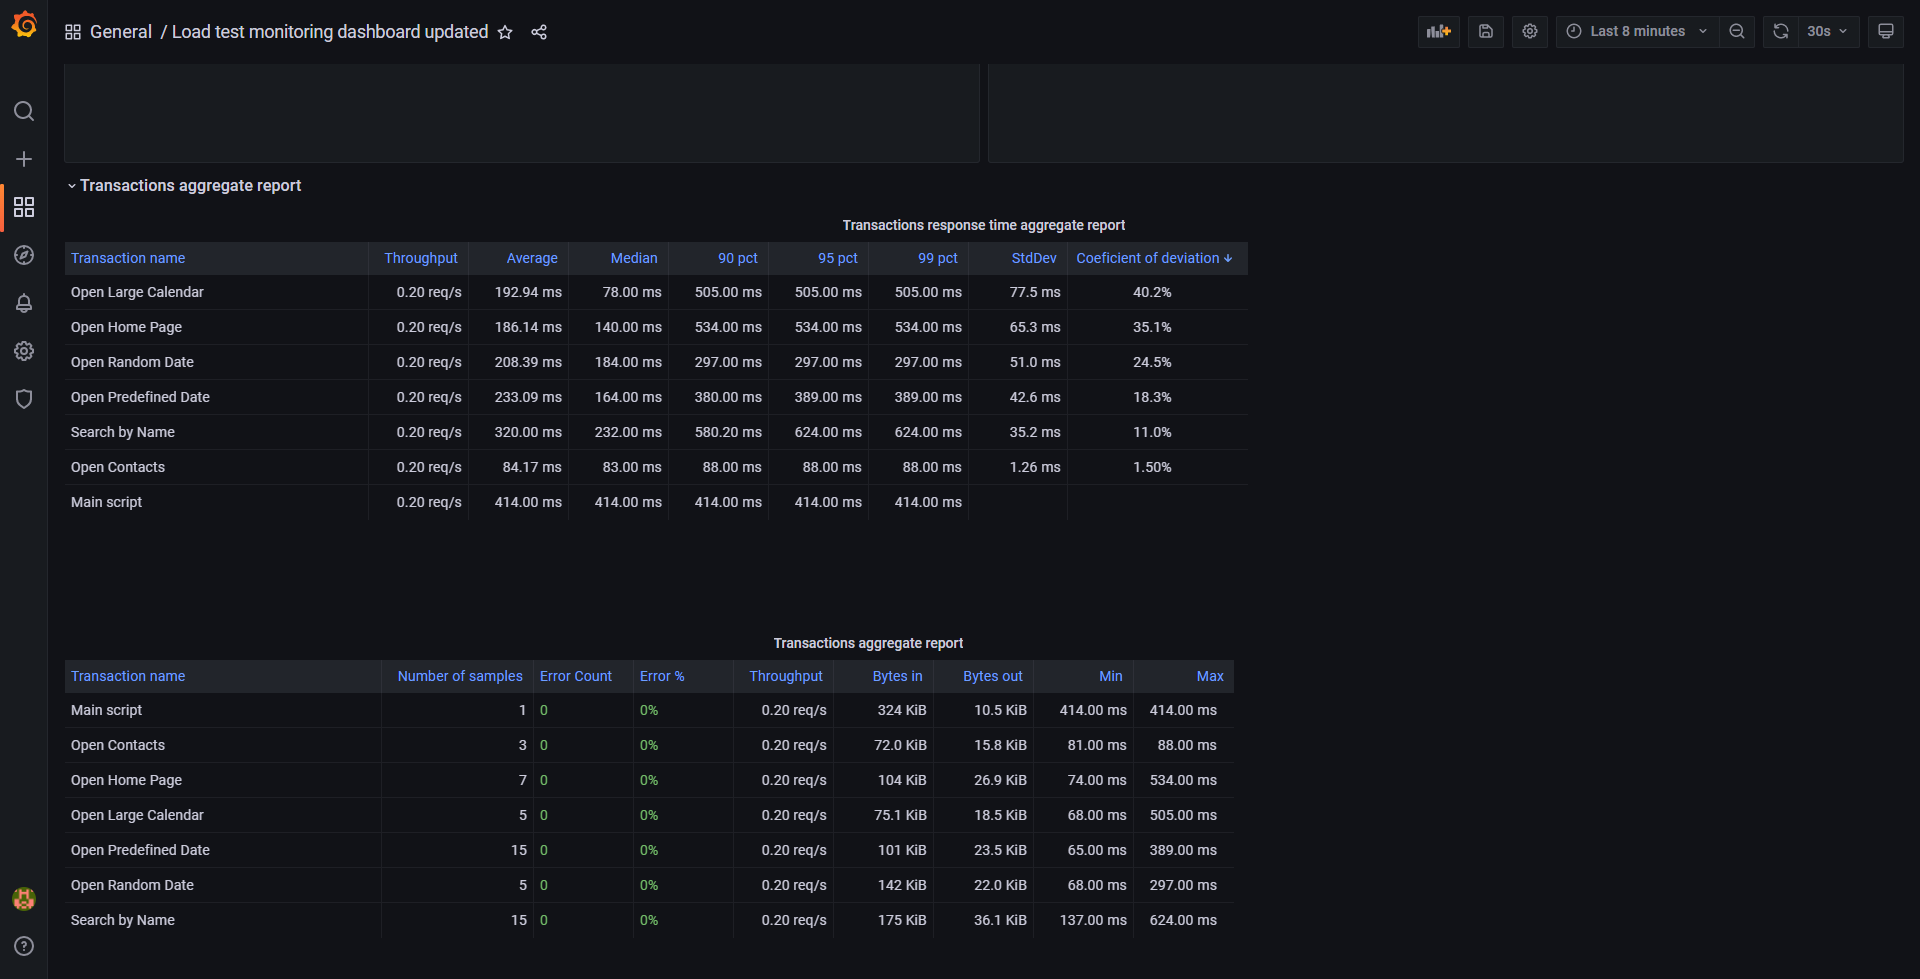 General / Load test monitoring dashboard updated
Last 8 minutes
30s
Transactions aggregate report
Transactions response time aggregate report
Transaction name Throughput Average Median 90 pct 95 pct 99 pct StdDev Coeficient of deviation
Open Large Calendar 0.20 req/s 192.94 ms 78.00 ms 505.00 ms 505.00 ms 505.00 ms 77.5 ms 40.2%
Open Home Page 0.20 req/s 186.14 ms 140.00 ms 534.00 ms 534.00 ms 534.00 ms 65.3 ms 35.1%
Open Random Date 0.20 req/s 208.39 ms 184.00 ms 297.00 ms 297.00 ms 297.00 ms 51.0 ms 24.5%
Open Predefined Date 0.20 req/s 233.09 ms 164.00 ms 380.00 ms 389.00 ms 389.00 ms 42.6 ms 18.3%
Search by Name 0.20 req/s 320.00 ms 232.00 ms 580.20 ms 624.00 ms 624.00 ms 35.2 ms 11.0%
Open Contacts 0.20 req/s 84.17 ms 83.00 ms 88.00 ms 88.00 ms 88.00 ms 1.26 ms 1.50%
Main script 0.20 req/s 414.00 ms 414.00 ms 414.00 ms 414.00 ms 414.00 ms
Transactions aggregate report
Transaction name Number of samples Error Count Error % Throughput Bytes in Bytes out Min Max
Main script 1 0 0% 0.20 req/s 324 KiB 10.5 KiB 414.00 ms 414.00 ms
Open Contacts 3 0 0% 0.20 req/s 72.0 KiB 15.8 KiB 81.00 ms 88.00 ms
Open Home Page 7 0 0% 0.20 req/s 104 KiB 26.9 KiB 74.00 ms 534.00 ms
Open Large Calendar 5 0 0% 0.20 req/s 75.1 KiB 18.5 KiB 68.00 ms 505.00 ms
Open Predefined Date 15 0 0% 0.20 req/s 101 KiB 23.5 KiB 65.00 ms 389.00 ms
Open Random Date 5 0 0% 0.20 req/s 142 KiB 22.0 KiB 68.00 ms 297.00 ms
Search by Name 15 0 0% 0.20 req/s 175 KiB 36.1 KiB 137.00 ms 624.00 ms